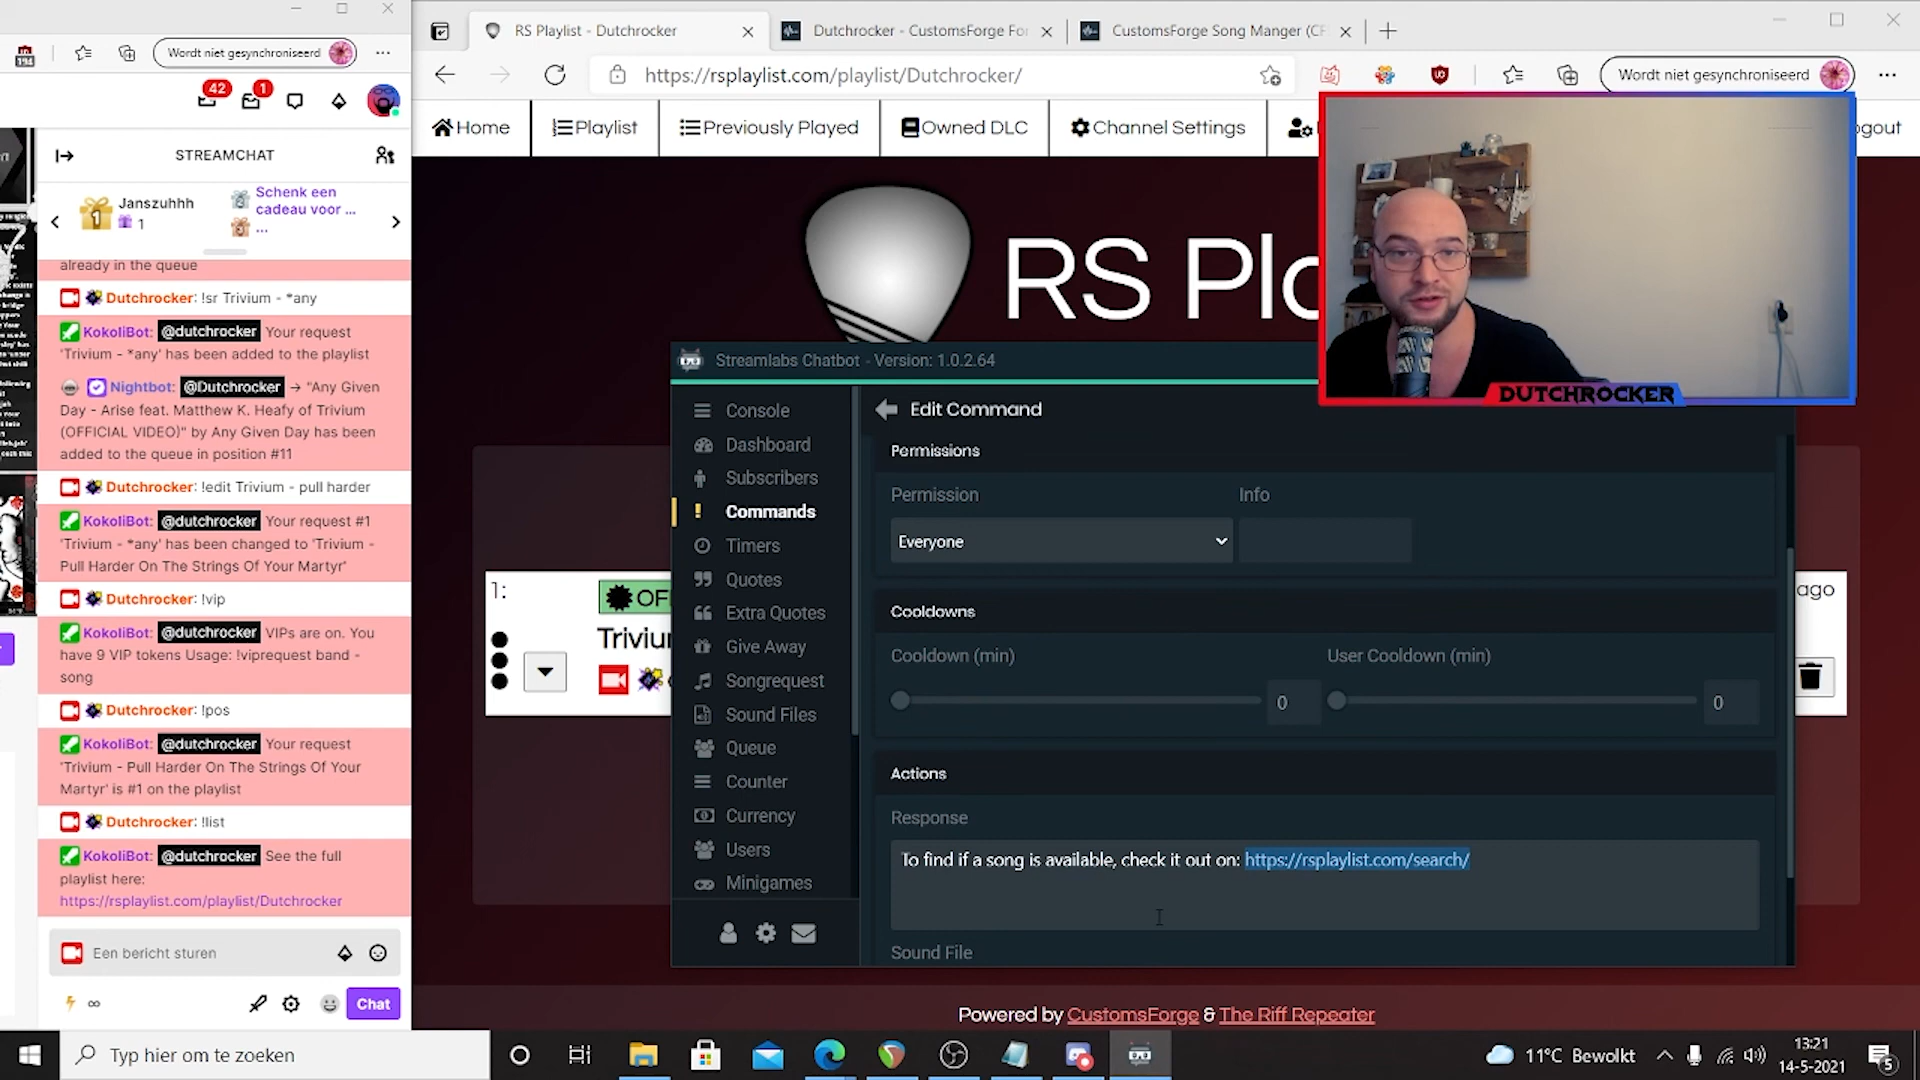 Wordt niet gesynchroniseerd
42
1
STREAMCHAT
1
Janszuhhh
1
Schenk een
cadeau voor ...
...
already in the queue
Dutchrocker: !sr Trivium - *any
KokoliBot: @dutchrocker Your request
'Trivium - *any' has been added to the playlist
Nightbot: @Dutchrocker → "Any Given
Day - Arise feat. Matthew K. Heafy of Trivium
(OFFICIAL VIDEO)" by Any Given Day has been
added to the queue in position #11
Dutchrocker: !edit Trivium - pull harder
KokoliBot: @dutchrocker Your request #1
'Trivium - *any' has been changed to 'Trivium -
Pull Harder On The Strings Of Your Martyr'
Dutchrocker: !vip
KokoliBot: @dutchrocker VIPs are on. You
have 9 VIP tokens Usage: !viprequest band -
song
Dutchrocker: !pos
KokoliBot: @dutchrocker Your request
'Trivium - Pull Harder On The Strings Of Your
Martyr' is #1 on the playlist
Dutchrocker: !list
KokoliBot: @dutchrocker See the full
playlist here:
https://rsplaylist.com/playlist/Dutchrocker
Een bericht sturen
∞
Chat
RS Playlist - Dutchrocker
Dutchrocker - CustomsForge For
CustomsForge Song Manger (CF
https://rsplaylist.com/playlist/Dutchrocker/
Wordt niet gesynchroniseerd
Home
Playlist
Previously Played
Owned DLC
Channel Settings
ogout
RS Pl
DUTCHROCKER
1:
OF
Trivium
ago
Streamlabs Chatbot - Version: 1.0.2.64
Console
Dashboard
Subscribers
Commands
Timers
Quotes
Extra Quotes
Give Away
Songrequest
Sound Files
Queue
Counter
Currency
Users
Minigames
Edit Command
Permissions
Permission
Info
Everyone
Cooldowns
Cooldown (min)
User Cooldown (min)
0
0
Actions
Response
To find if a song is available, check it out on: https://rsplaylist.com/search/
Sound File
Powered by CustomsForge & The Riff Repeater
Typ hier om te zoeken
11°C Bewolkt
13:21
14-5-2021
5